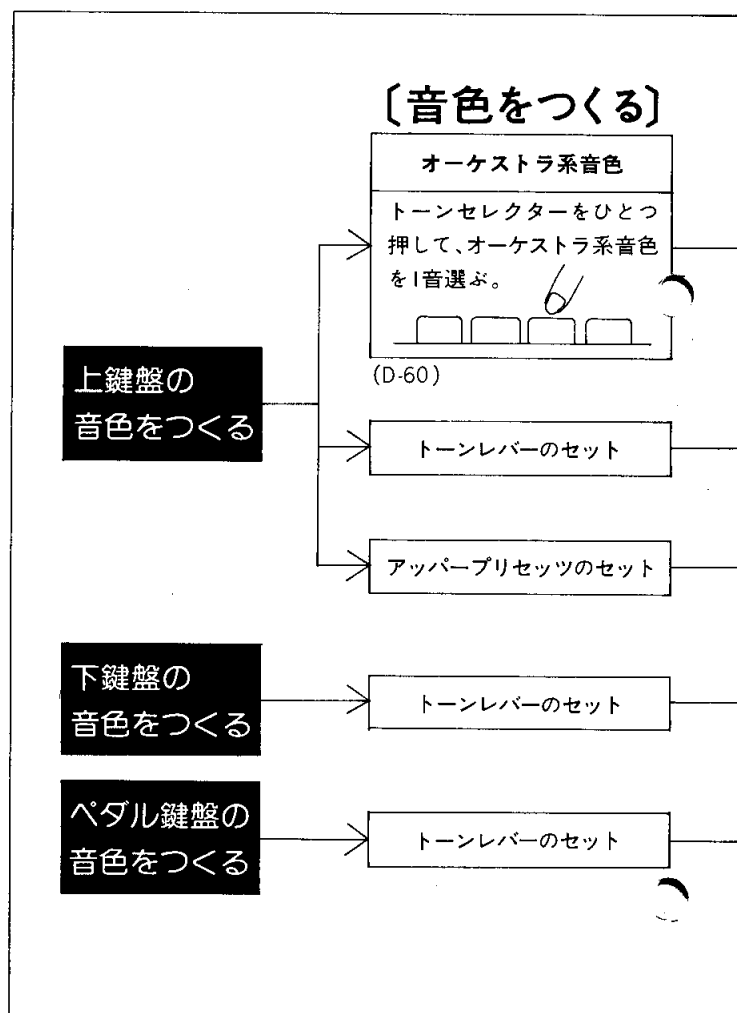 〔音色をつくる〕
オーケストラ系音色
トーンセレクターをひとつ
押して、オーケストラ系音色
を1音選ぶ。
(D-60)
上鍵盤の
音色をつくる
トーンレバーのセット
アッパープリセッツのセット
下鍵盤の
音色をつくる
トーンレバーのセット
ペダル鍵盤の
音色をつくる
トーンレバーのセット